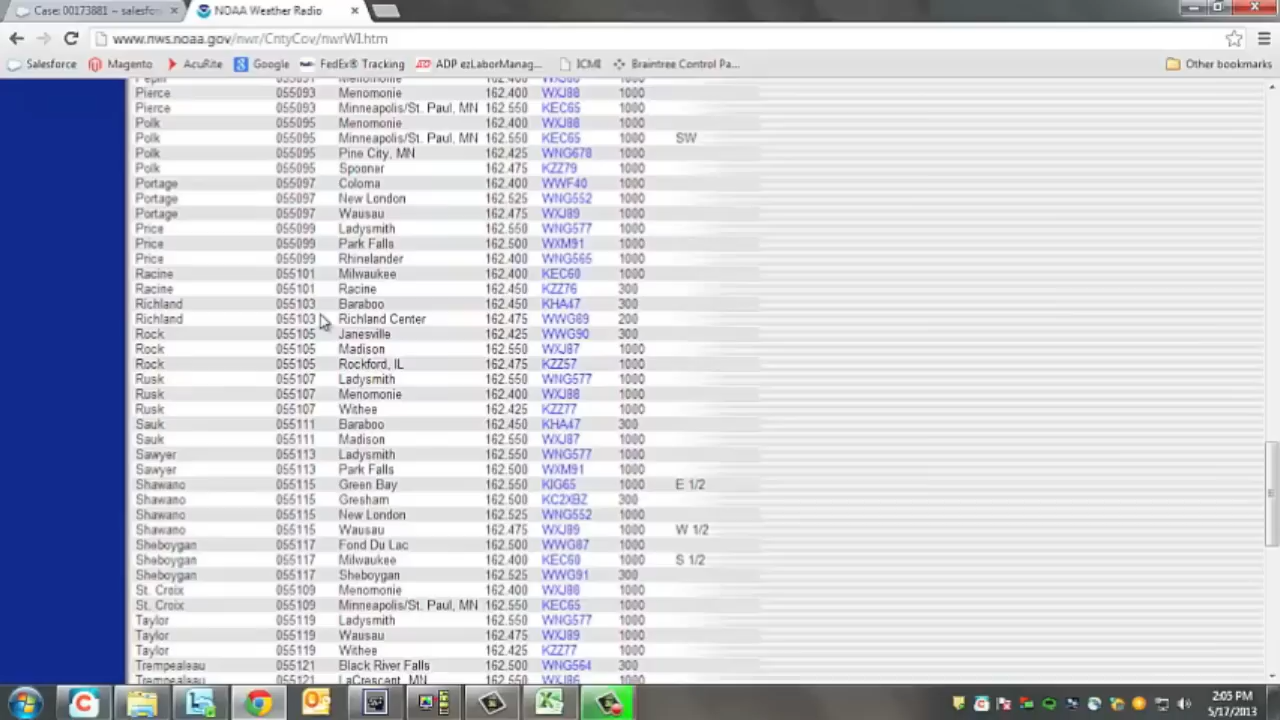 Case: 00173881 ~ salesfor
NOAA Weather Radio
www.nws.noaa.gov/nwr/CntyCov/nwrWI.htm
Salesforce Magento AcuRite Google FedEx® Tracking ADP ezLaborManag... ICMI Braintree Control Pa... Other bookmarks
Pepin 055091 Menomonie 162.400 WXJ88 1000
Pierce 055093 Menomonie 162.400 WXJ88 1000
Pierce 055093 Minneapolis/St. Paul, MN 162.550 KEC65 1000
Polk 055095 Menomonie 162.400 WXJ88 1000
Polk 055095 Minneapolis/St. Paul, MN 162.550 KEC65 1000 SW
Polk 055095 Pine City, MN 162.425 WNG678 1000
Polk 055095 Spooner 162.475 KZZ79 1000
Portage 055097 Coloma 162.400 WWF40 1000
Portage 055097 New London 162.525 WNG552 1000
Portage 055097 Wausau 162.475 WXJ89 1000
Price 055099 Ladysmith 162.550 WNG577 1000
Price 055099 Park Falls 162.500 WXM91 1000
Price 055099 Rhinelander 162.400 WNG565 1000
Racine 055101 Milwaukee 162.400 KEC60 1000
Racine 055101 Racine 162.450 KZZ76 300
Richland 055103 Baraboo 162.450 KHA47 300
Richland 055103 Richland Center 162.475 WWG89 200
Rock 055105 Janesville 162.425 WWG90 300
Rock 055105 Madison 162.550 WXJ87 1000
Rock 055105 Rockford, IL 162.475 KZZ57 1000
Rusk 055107 Ladysmith 162.550 WNG577 1000
Rusk 055107 Menomonie 162.400 WXJ88 1000
Rusk 055107 Withee 162.425 KZZ77 1000
Sauk 055111 Baraboo 162.450 KHA47 300
Sauk 055111 Madison 162.550 WXJ87 1000
Sawyer 055113 Ladysmith 162.550 WNG577 1000
Sawyer 055113 Park Falls 162.500 WXM91 1000
Shawano 055115 Green Bay 162.550 KIG65 1000 E 1/2
Shawano 055115 Gresham 162.500 KC2XBZ 300
Shawano 055115 New London 162.525 WNG552 1000
Shawano 055115 Wausau 162.475 WXJ89 1000 W 1/2
Sheboygan 055117 Fond Du Lac 162.500 WWG87 1000
Sheboygan 055117 Milwaukee 162.400 KEC60 1000 S 1/2
Sheboygan 055117 Sheboygan 162.525 WWG91 300
St. Croix 055109 Menomonie 162.400 WXJ88 1000
St. Croix 055109 Minneapolis/St. Paul, MN 162.550 KEC65 1000
Taylor 055119 Ladysmith 162.550 WNG577 1000
Taylor 055119 Wausau 162.475 WXJ89 1000
Taylor 055119 Withee 162.425 KZZ77 1000
Trempealeau 055121 Black River Falls 162.500 WNG564 300
Trempealeau 055121 LaCrescent, MN 162.550 WXJ86 1000
2:05 PM
5/17/2013